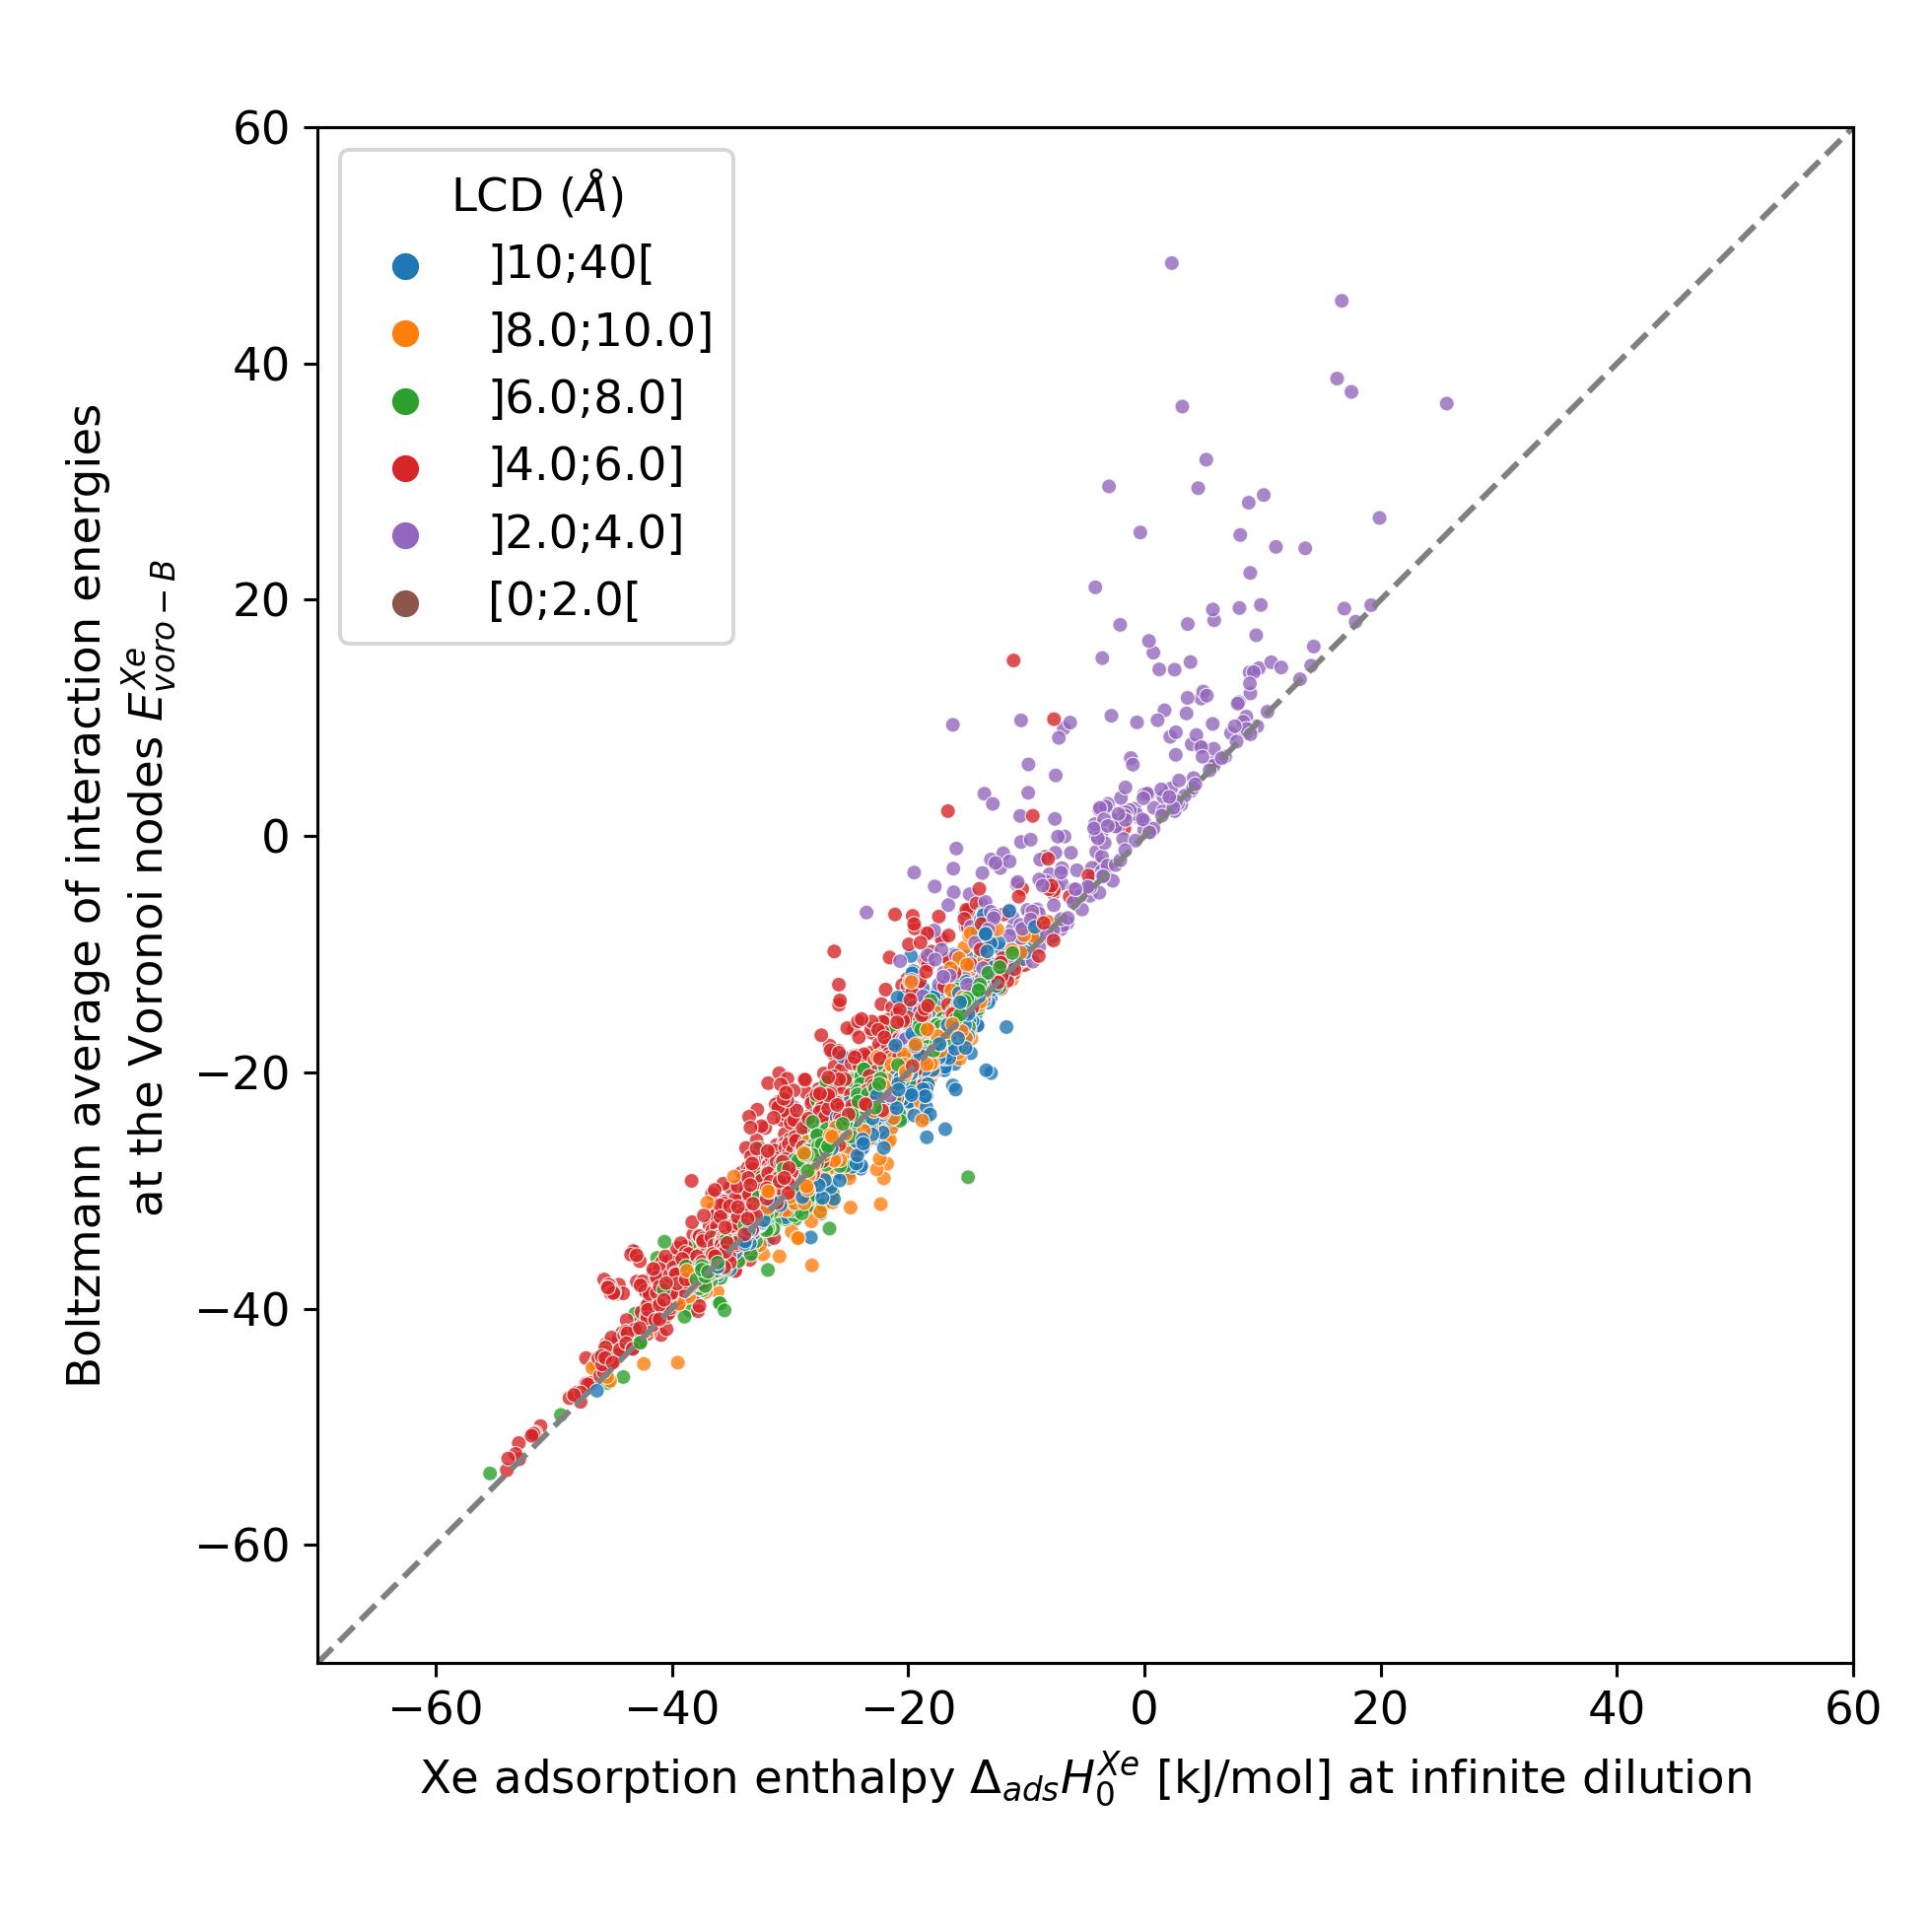 Boltzmann average of interaction energies
at the Voronoi nodes E^{Xe}_{voro−B}
60
40
20
0
−20
−40
−60
LCD (Å)
]10;40[
]8.0;10.0]
]6.0;8.0]
]4.0;6.0]
]2.0;4.0]
[0;2.0[
−60 −40 −20 0 20 40 60
Xe adsorption enthalpy Δ_{ads}H_0^{Xe} [kJ/mol] at infinite dilution